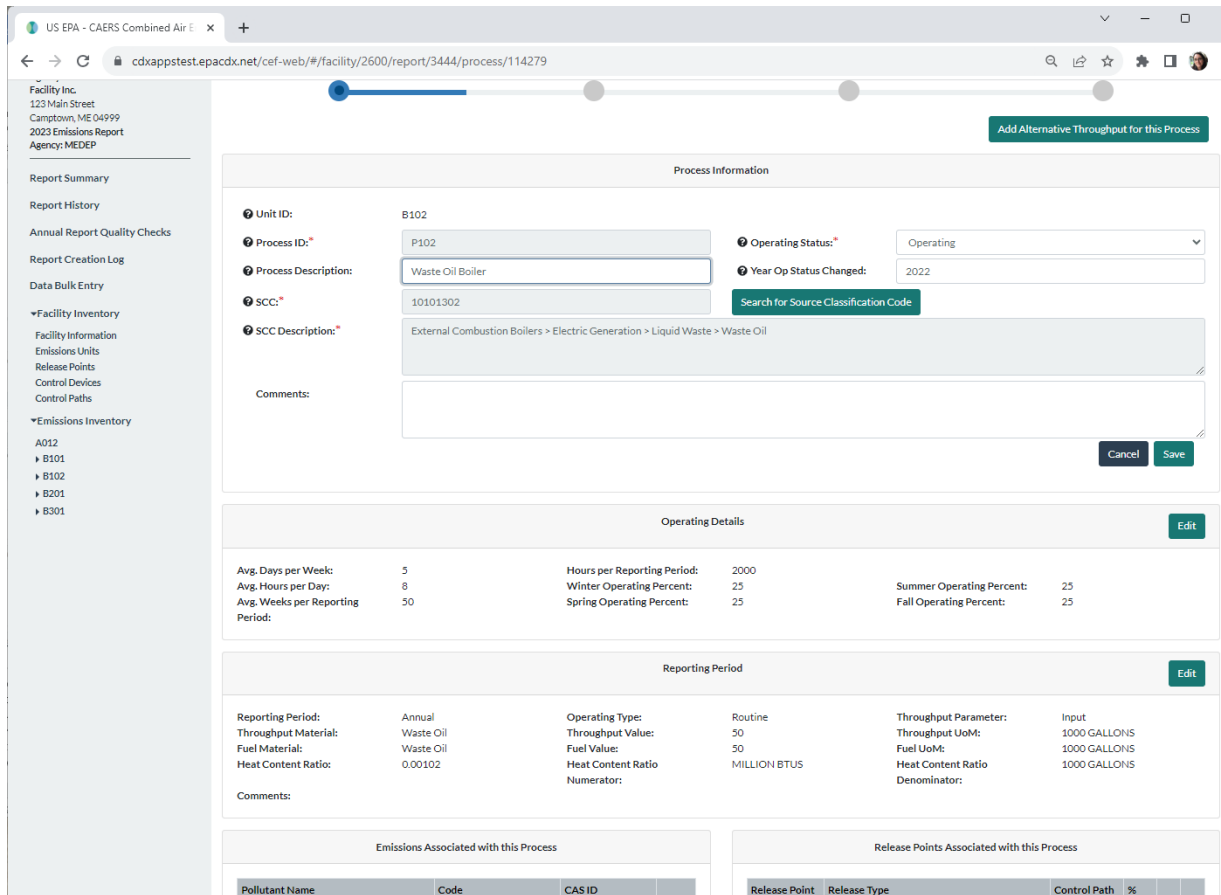 US EPA - CAERS Combined Air E
cdxappstest.epacdx.net/cef-web/#/facility/2600/report/3444/process/114279
Facility Inc.
123 Main Street
Camptown, ME 04999
2023 Emissions Report
Agency: MEDEP
Report Summary
Report History
Annual Report Quality Checks
Report Creation Log
Data Bulk Entry
Facility Inventory
Facility Information
Emissions Units
Release Points
Control Devices
Control Paths
Emissions Inventory
A012
B101
B102
B201
B301
Add Alternative Throughput for this Process
Process Information
Unit ID: B102
Process ID:* P102 Operating Status:* Operating
Process Description: Waste Oil Boiler Year Op Status Changed: 2022
SCC:* 10101302 Search for Source Classification Code
SCC Description:* External Combustion Boilers > Electric Generation > Liquid Waste > Waste Oil
Comments:
Cancel Save
Operating Details Edit
Avg. Days per Week: 5 Hours per Reporting Period: 2000
Avg. Hours per Day: 8 Winter Operating Percent: 25 Summer Operating Percent: 25
Avg. Weeks per Reporting 50 Spring Operating Percent: 25 Fall Operating Percent: 25
Period:
Reporting Period Edit
Reporting Period: Annual Operating Type: Routine Throughput Parameter: Input
Throughput Material: Waste Oil Throughput Value: 50 Throughput UoM: 1000 GALLONS
Fuel Material: Waste Oil Fuel Value: 50 Fuel UoM: 1000 GALLONS
Heat Content Ratio: 0.00102 Heat Content Ratio MILLION BTUS Heat Content Ratio 1000 GALLONS
Numerator: Denominator:
Comments:
Emissions Associated with this Process Release Points Associated with this Process
Pollutant Name Code CAS ID Release Point Release Type Control Path %